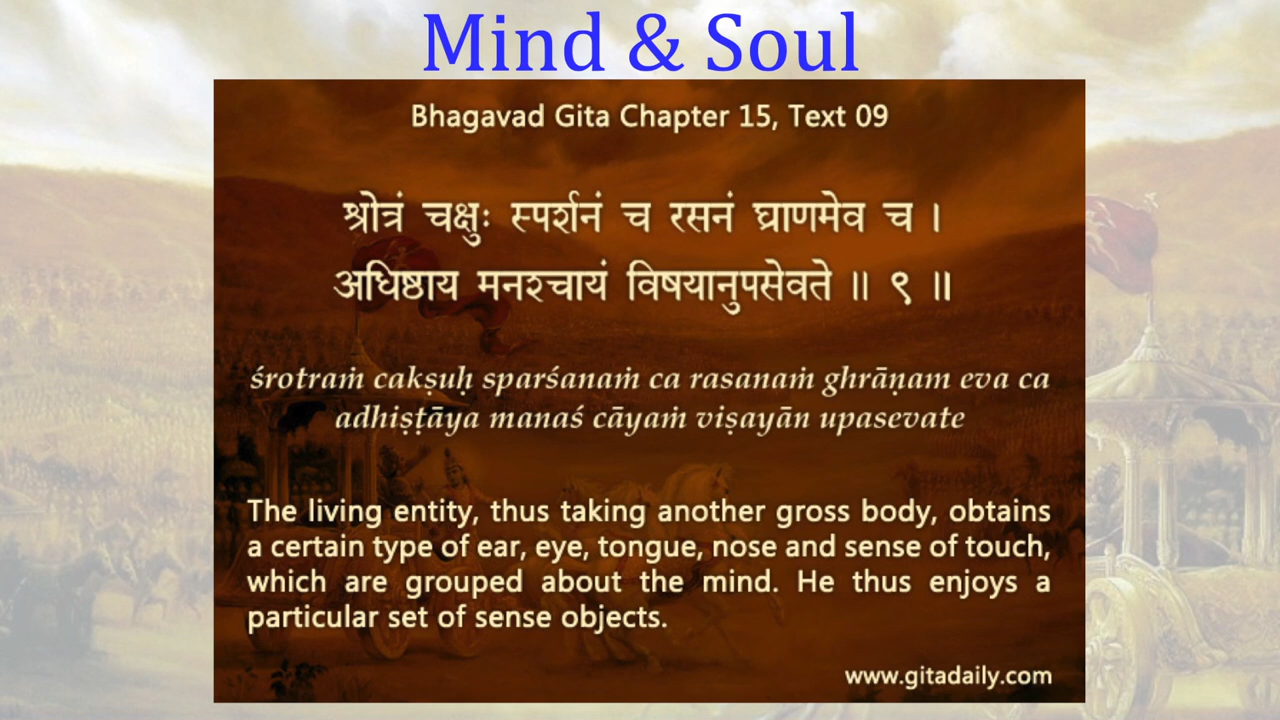 Mind & Soul
Bhagavad Gita Chapter 15, Text 09
श्रोत्रं चक्षुः स्पर्शनं च रसनं घ्राणमेव च ।
अधिष्ठाय मनश्चायं विषयानुपसेवते ॥ ९ ॥
śrotraṁ cakṣuḥ sparśanaṁ ca rasanaṁ ghrāṇam eva ca
adhiṣṭāya manaś cāyaṁ viṣayān upasevate
The living entity, thus taking another gross body, obtains
a certain type of ear, eye, tongue, nose and sense of touch,
which are grouped about the mind. He thus enjoys a
particular set of sense objects.
www.gitadaily.com